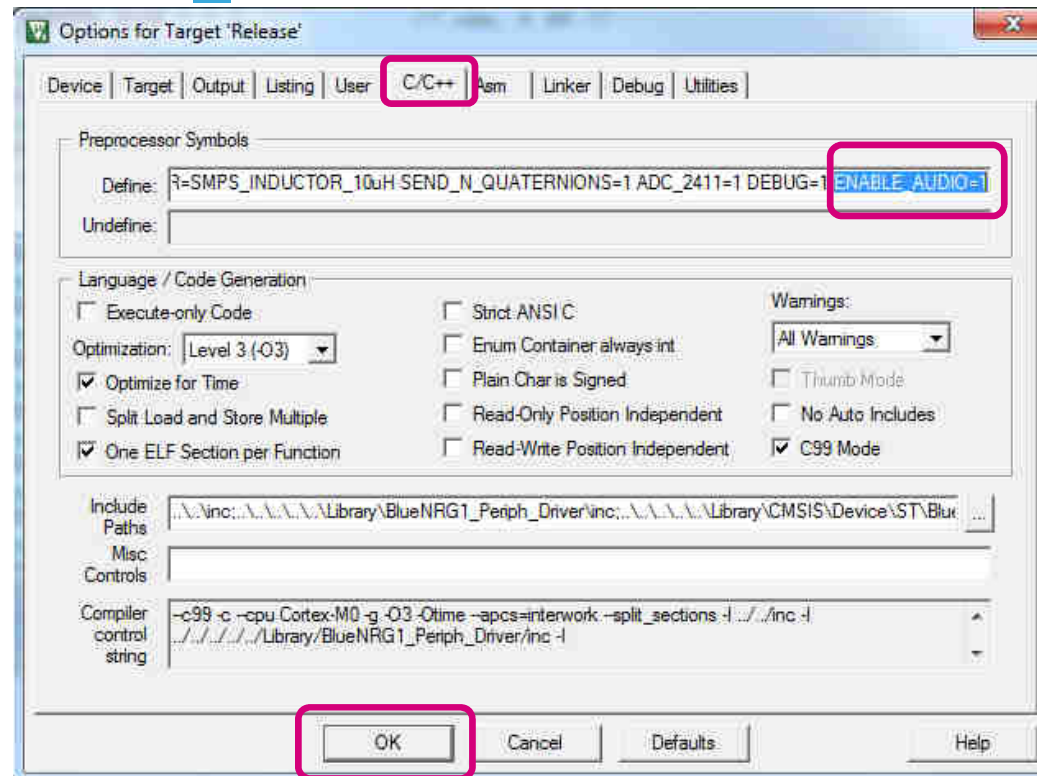 Options for Target 'Release'
Device Target Output Listing User C/C++ Asm Linker Debug Utilities
Preprocessor Symbols
Define: R=SMPS_INDUCTOR_10uH SEND_N_QUATERNIONS=1 ADC_2411=1 DEBUG=1 ENABLE_AUDIO=1
Undefine:
Language / Code Generation
Execute-only Code
Strict ANSI C
Warnings:
Optimization: Level 3 (-O3)
Enum Container always int
All Warnings
Optimize for Time
Plain Char is Signed
Thumb Mode
Split Load and Store Multiple
Read-Only Position Independent
No Auto Includes
One ELF Section per Function
Read-Write Position Independent
C99 Mode
Include Paths
..\..\inc;..\..\..\..\..\Library\BlueNRG1_Periph_Driver\inc;..\..\..\..\..\Library\CMSIS\Device\ST\Blue ...
Misc Controls
Compiler control string
--c99 -c --cpu Cortex-M0 -g -O3 -Otime --apcs=interwork --split_sections -I ../../inc -I
../../../../../Library/BlueNRG1_Periph_Driver/inc -I
OK Cancel Defaults Help